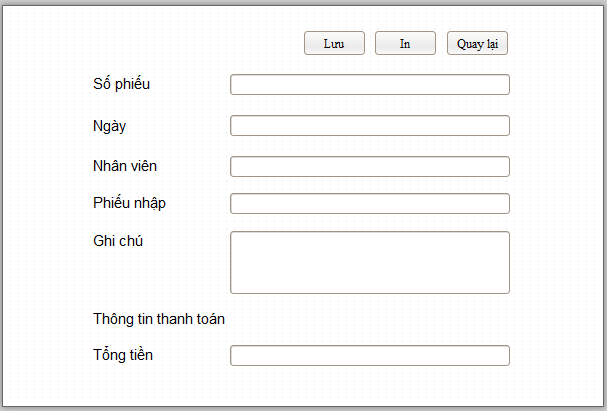 Lưu In Quay lại
Số phiếu
Ngày
Nhân viên
Phiếu nhập
Ghi chú
Thông tin thanh toán
Tổng tiền